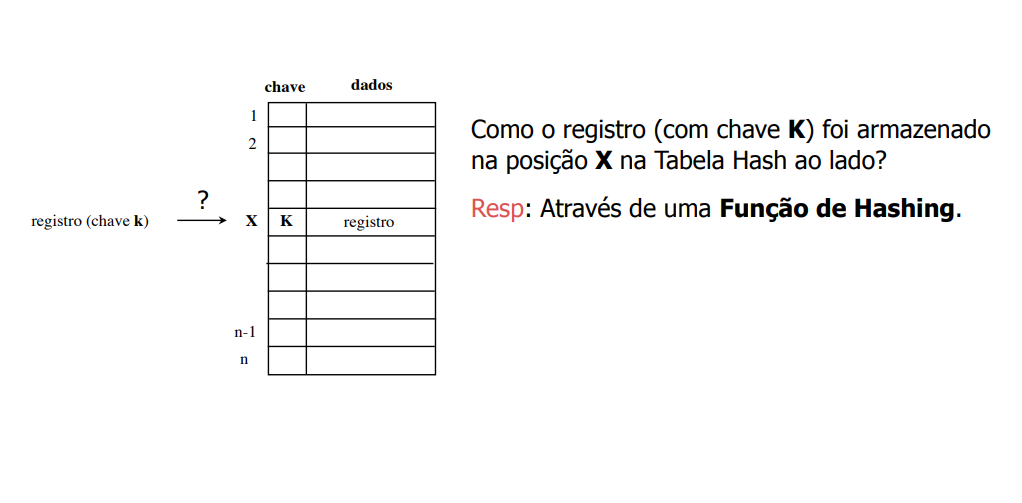 chave dados
1
2
?
registro (chave k) X K registro
n-1
n
Como o registro (com chave K) foi armazenado
na posição X na Tabela Hash ao lado?
Resp: Através de uma Função de Hashing.